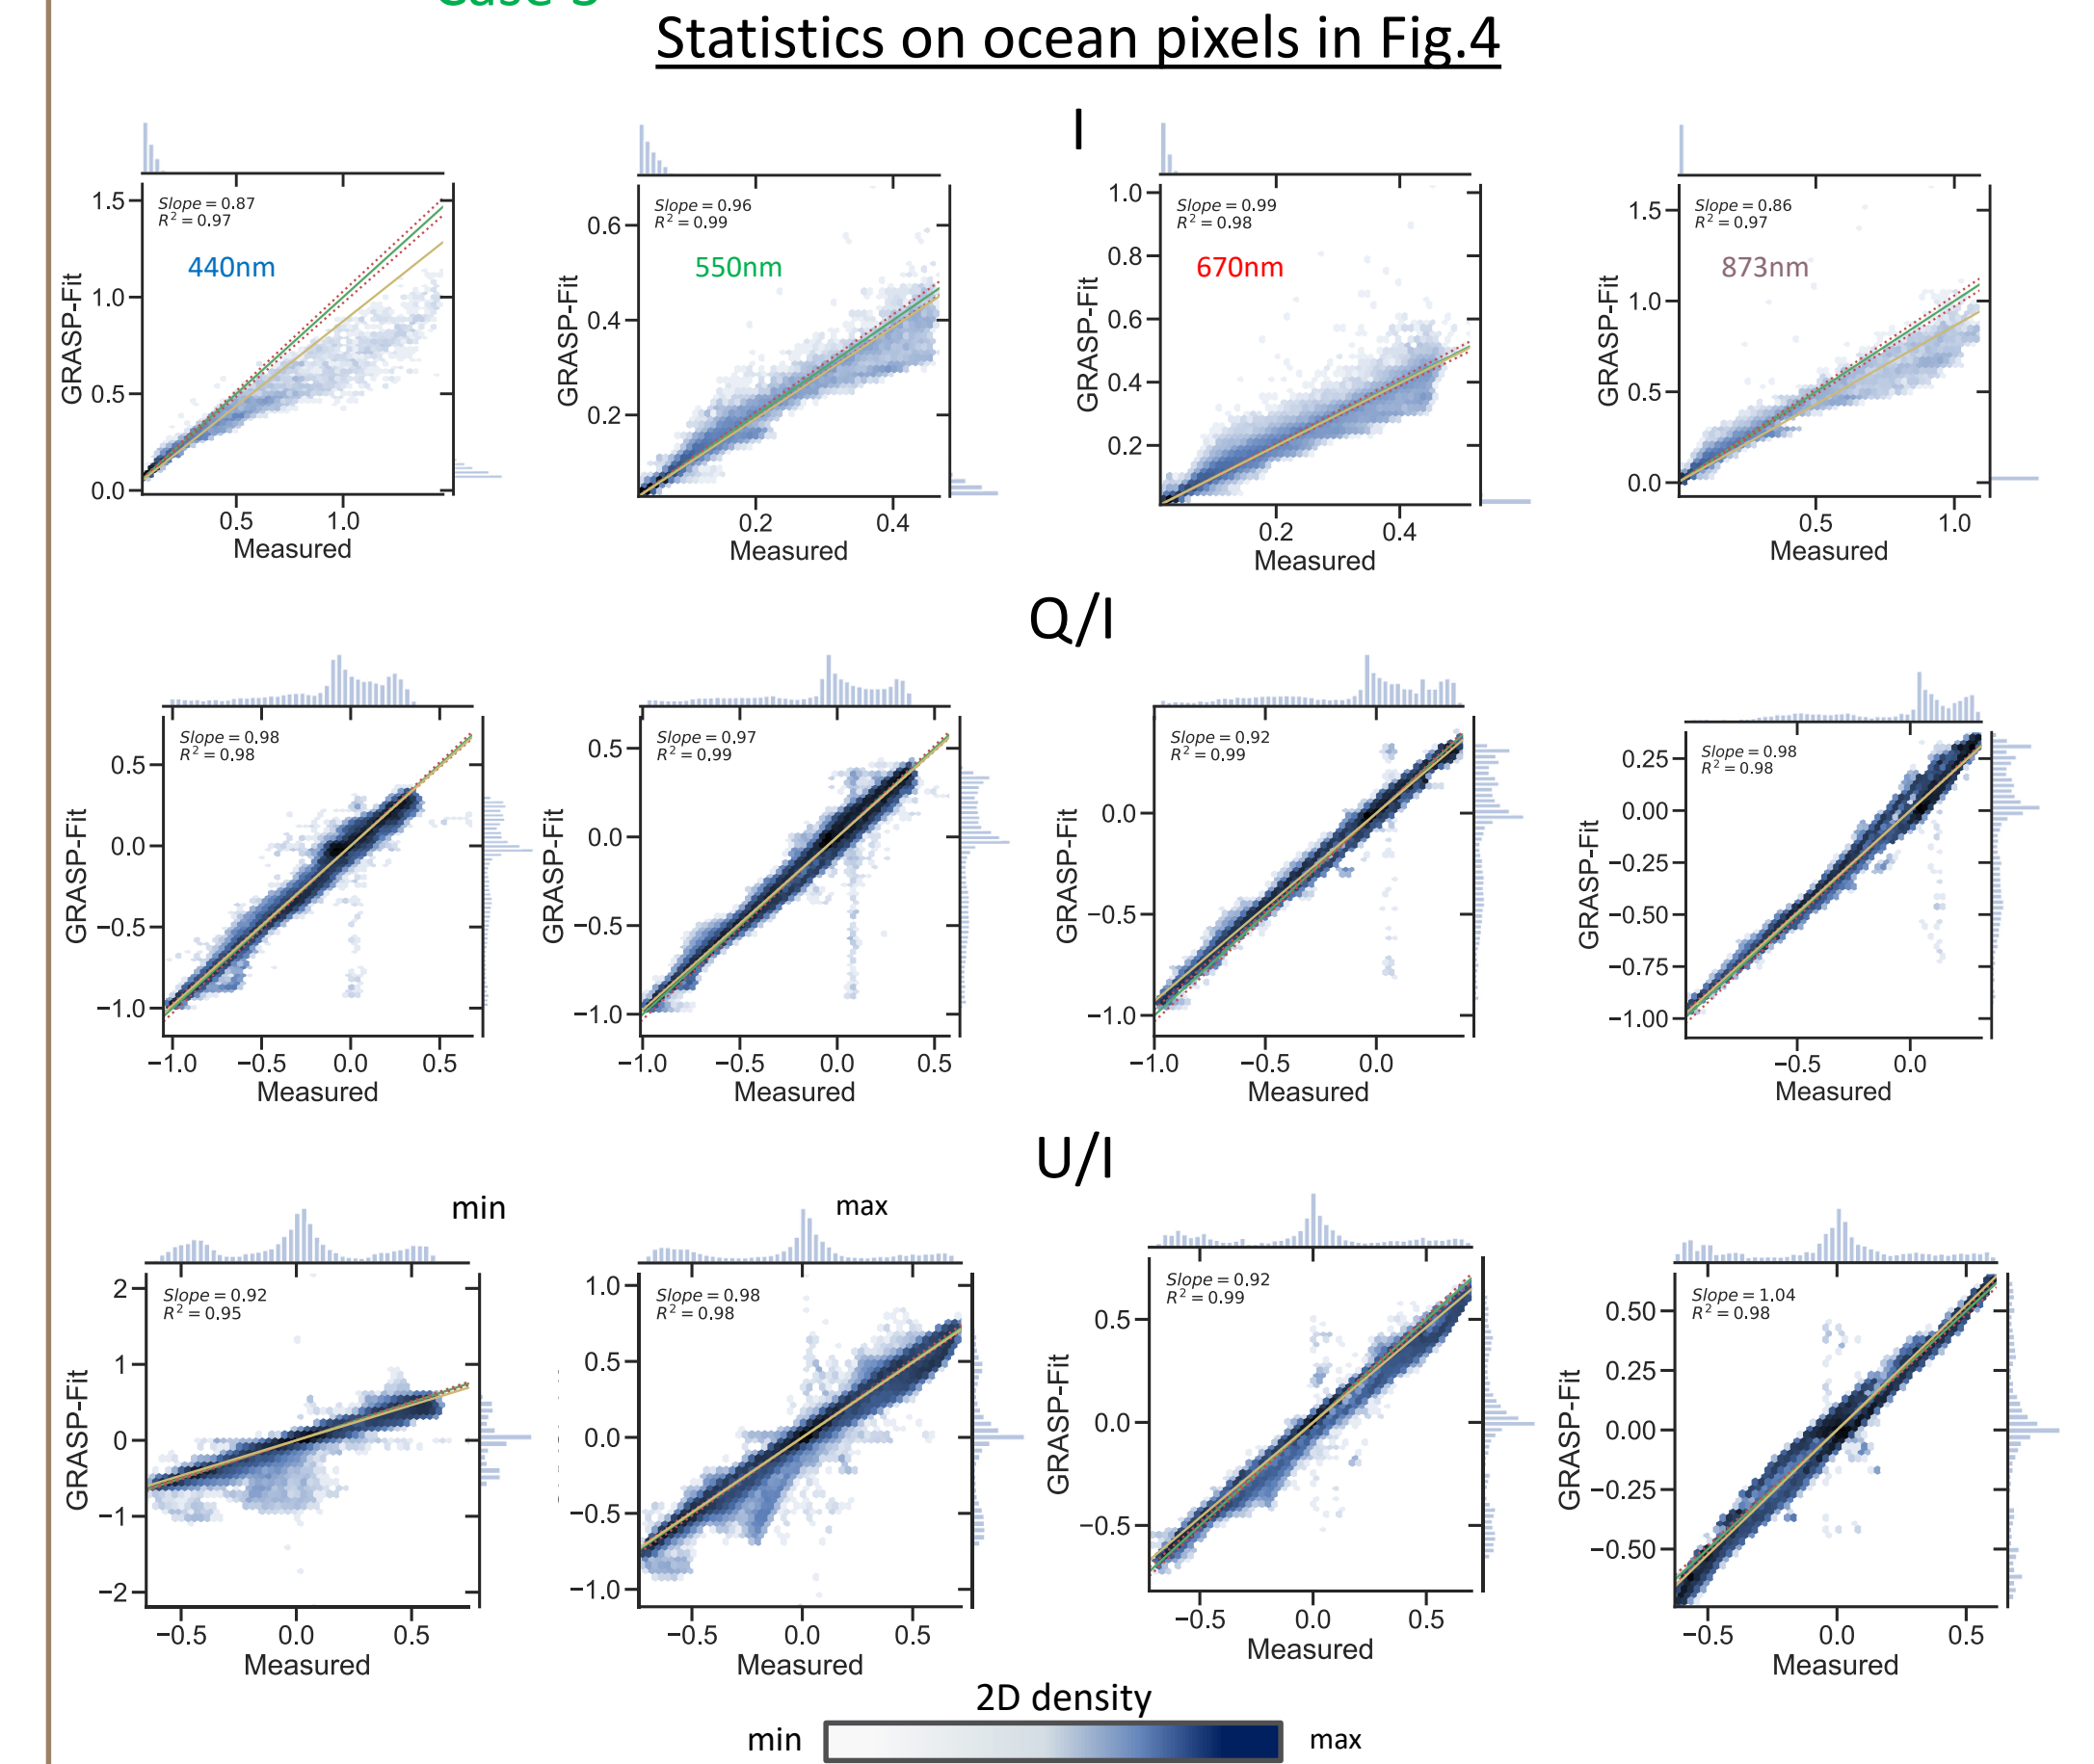 Case-3
Statistics on ocean pixels in Fig.4
I
Slope = 0.87
R² = 0.97
440nm
1.5
1.0
0.5
0.0
GRASP-Fit
0.5 1.0
Measured
Slope = 0.96
R² = 0.99
550nm
0.6
0.4
0.2
GRASP-Fit
0.2 0.4
Measured
Slope = 0.99
R² = 0.98
670nm
1.0
0.8
0.6
0.4
0.2
GRASP-Fit
0.2 0.4
Measured
Slope = 0.86
R² = 0.97
873nm
1.5
1.0
0.5
0.0
GRASP-Fit
0.5 1.0
Measured
Q/I
Slope = 0.98
R² = 0.98
0.5
0.0
−0.5
−1.0
GRASP-Fit
−1.0 −0.5 0.0 0.5
Measured
Slope = 0.97
R² = 0.99
0.5
0.0
−0.5
−1.0
GRASP-Fit
−1.0 −0.5 0.0 0.5
Measured
Slope = 0.92
R² = 0.99
0.0
−0.5
−1.0
GRASP-Fit
−1.0 −0.5 0.0
Measured
Slope = 0.98
R² = 0.98
0.25
0.00
−0.25
−0.50
−0.75
−1.00
GRASP-Fit
−0.5 0.0
Measured
U/I
min
max
Slope = 0.92
R² = 0.95
2
1
0
−1
−2
GRASP-Fit
−0.5 0.0 0.5
Measured
Slope = 0.98
R² = 0.98
1.0
0.5
0.0
−0.5
−1.0
−0.5 0.0 0.5
Measured
Slope = 0.92
R² = 0.99
0.5
0.0
−0.5
GRASP-Fit
−0.5 0.0 0.5
Measured
Slope = 1.04
R² = 0.98
0.50
0.25
0.00
−0.25
−0.50
GRASP-Fit
−0.5 0.0 0.5
Measured
2D density
min
max